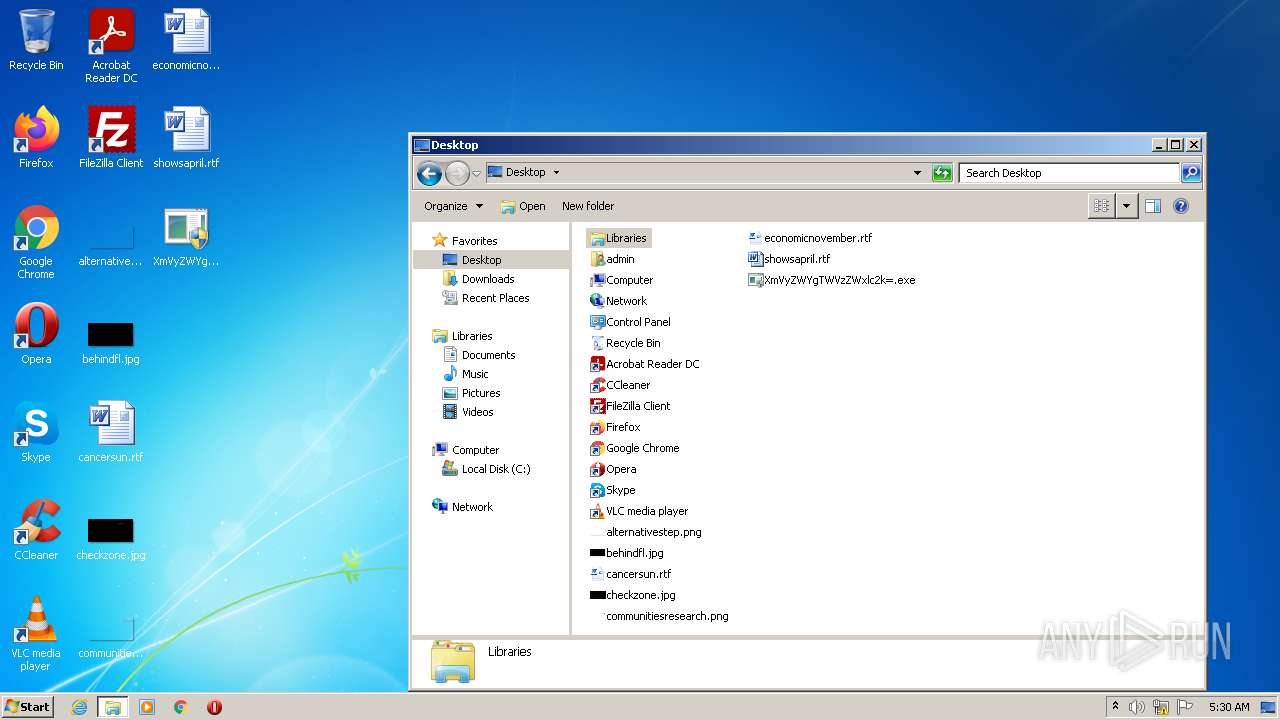 Recycle Bin
Acrobat
Reader DC
economicno...
Firefox
FileZilla Client
showsapril.rtf
Google
Chrome
alternative...
XmVyZWYg...
Opera
behindfl.jpg
Skype
cancersun.rtf
CCleaner
checkzone.jpg
VLC media
player
communitie...
Desktop
Desktop
Search Desktop
Organize
Open
New folder
Favorites
Desktop
Downloads
Recent Places
Libraries
Documents
Music
Pictures
Videos
Computer
Local Disk (C:)
Network
Libraries
admin
Computer
Network
Control Panel
Recycle Bin
Acrobat Reader DC
CCleaner
FileZilla Client
Firefox
Google Chrome
Opera
Skype
VLC media player
alternativestep.png
behindfl.jpg
cancersun.rtf
checkzone.jpg
communitiesresearch.png
economicnovember.rtf
showsapril.rtf
Libraries
ANY RUN
Start
5:30 AM